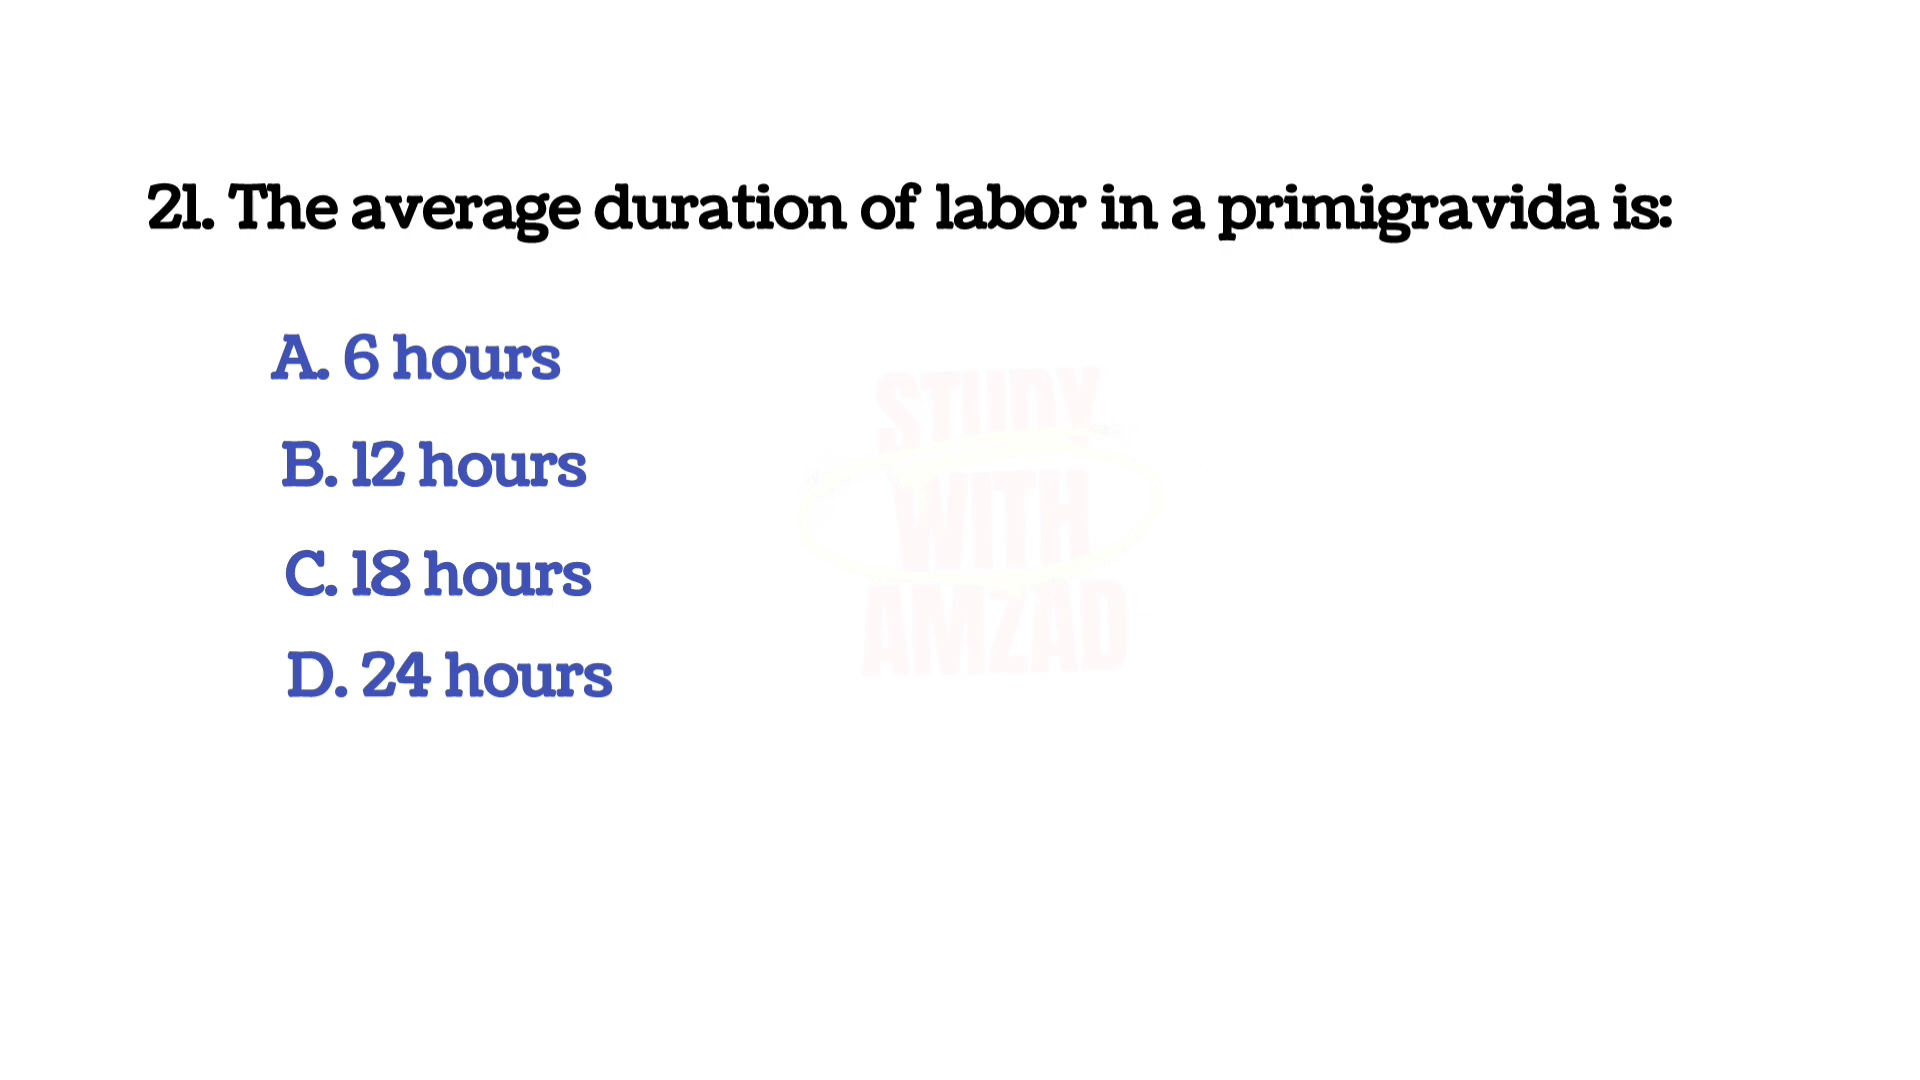 21. The average duration of labor in a primigravida is:
A. 6 hours
B. 12 hours
C. 18 hours
D. 24 hours
STUDY
WITH
AMZAD